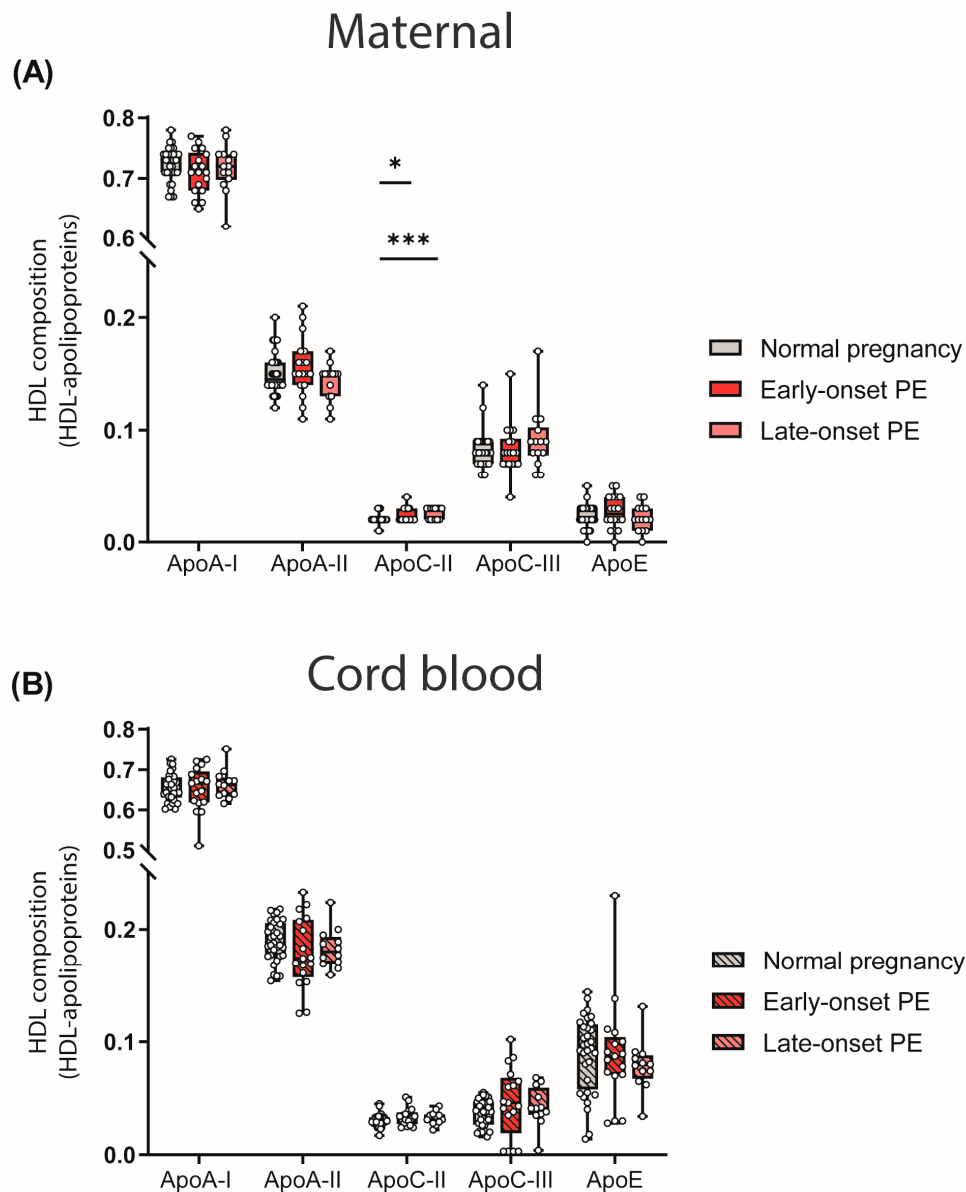 Maternal
(A)
HDL composition
(HDL-apolipoproteins)
0.8
0.7
0.6
0.2
0.1
0.0
*
***
ApoA-I ApoA-II ApoC-II ApoC-III ApoE
Normal pregnancy
Early-onset PE
Late-onset PE
Cord blood
(B)
HDL composition
(HDL-apolipoproteins)
0.8
0.7
0.6
0.5
0.2
0.1
0.0
ApoA-I ApoA-II ApoC-II ApoC-III ApoE
Normal pregnancy
Early-onset PE
Late-onset PE